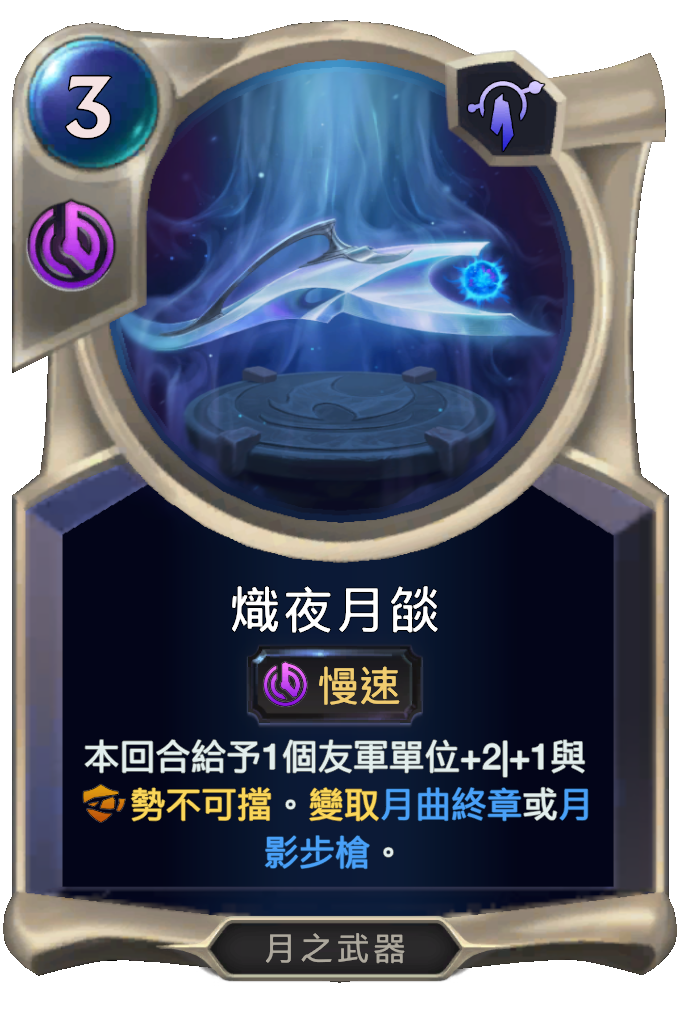 3
熾夜月燄
慢速
本回合給予1個友軍單位+2|+1與
勢不可擋。變取月曲終章或月
影步槍。
月之武器